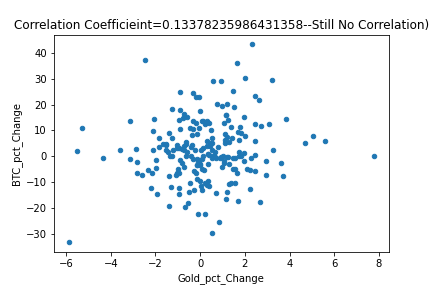 Correlation Coefficieint=0.13378235986431358--Still No Correlation)
40
30
20
10
0
−10
−20
−30
BTC_pct_Change
−6 −4 −2 0 2 4 6 8
Gold_pct_Change